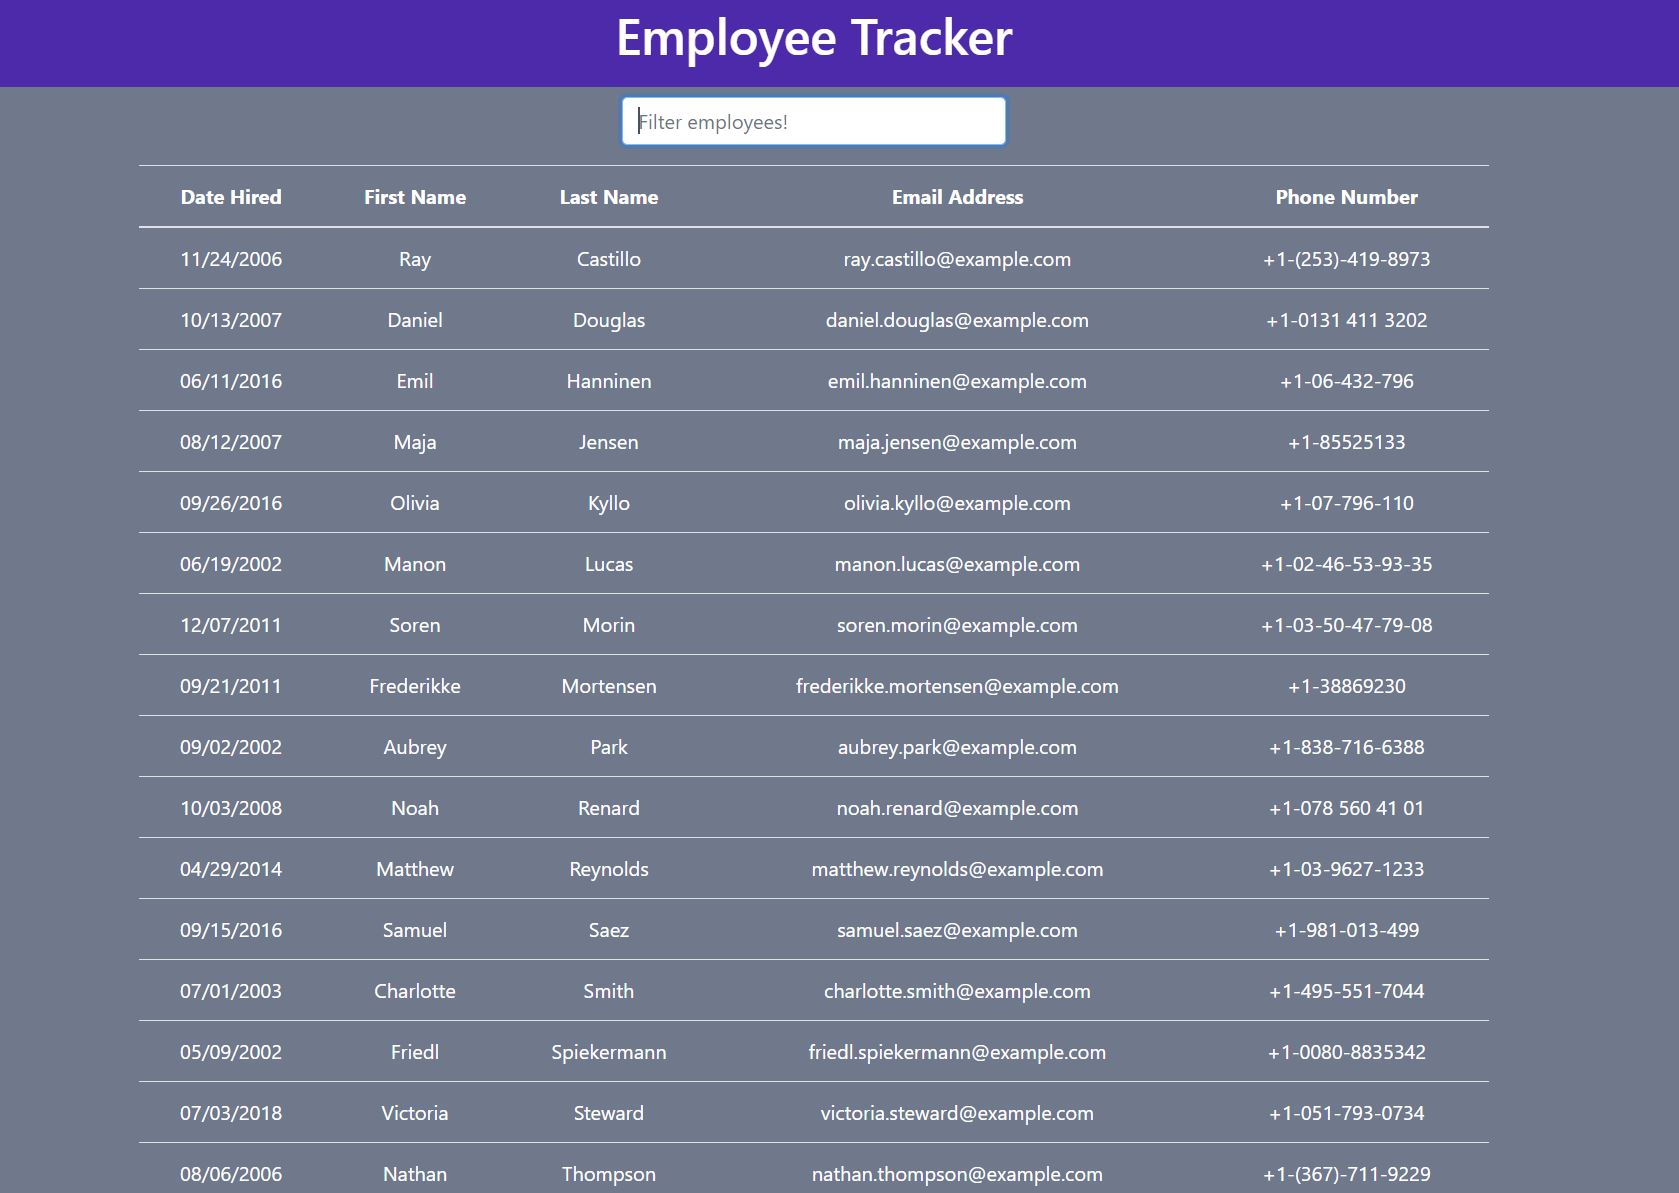 Employee Tracker
Filter employees!
Date Hired First Name Last Name Email Address Phone Number
11/24/2006 Ray Castillo ray.castillo@example.com +1-(253)-419-8973
10/13/2007 Daniel Douglas daniel.douglas@example.com +1-0131 411 3202
06/11/2016 Emil Hanninen emil.hanninen@example.com +1-06-432-796
08/12/2007 Maja Jensen maja.jensen@example.com +1-85525133
09/26/2016 Olivia Kyllo olivia.kyllo@example.com +1-07-796-110
06/19/2002 Manon Lucas manon.lucas@example.com +1-02-46-53-93-35
12/07/2011 Soren Morin soren.morin@example.com +1-03-50-47-79-08
09/21/2011 Frederikke Mortensen frederikke.mortensen@example.com +1-38869230
09/02/2002 Aubrey Park aubrey.park@example.com +1-838-716-6388
10/03/2008 Noah Renard noah.renard@example.com +1-078 560 41 01
04/29/2014 Matthew Reynolds matthew.reynolds@example.com +1-03-9627-1233
09/15/2016 Samuel Saez samuel.saez@example.com +1-981-013-499
07/01/2003 Charlotte Smith charlotte.smith@example.com +1-495-551-7044
05/09/2002 Friedl Spiekermann friedl.spiekermann@example.com +1-0080-8835342
07/03/2018 Victoria Steward victoria.steward@example.com +1-051-793-0734
08/06/2006 Nathan Thompson nathan.thompson@example.com +1-(367)-711-9229